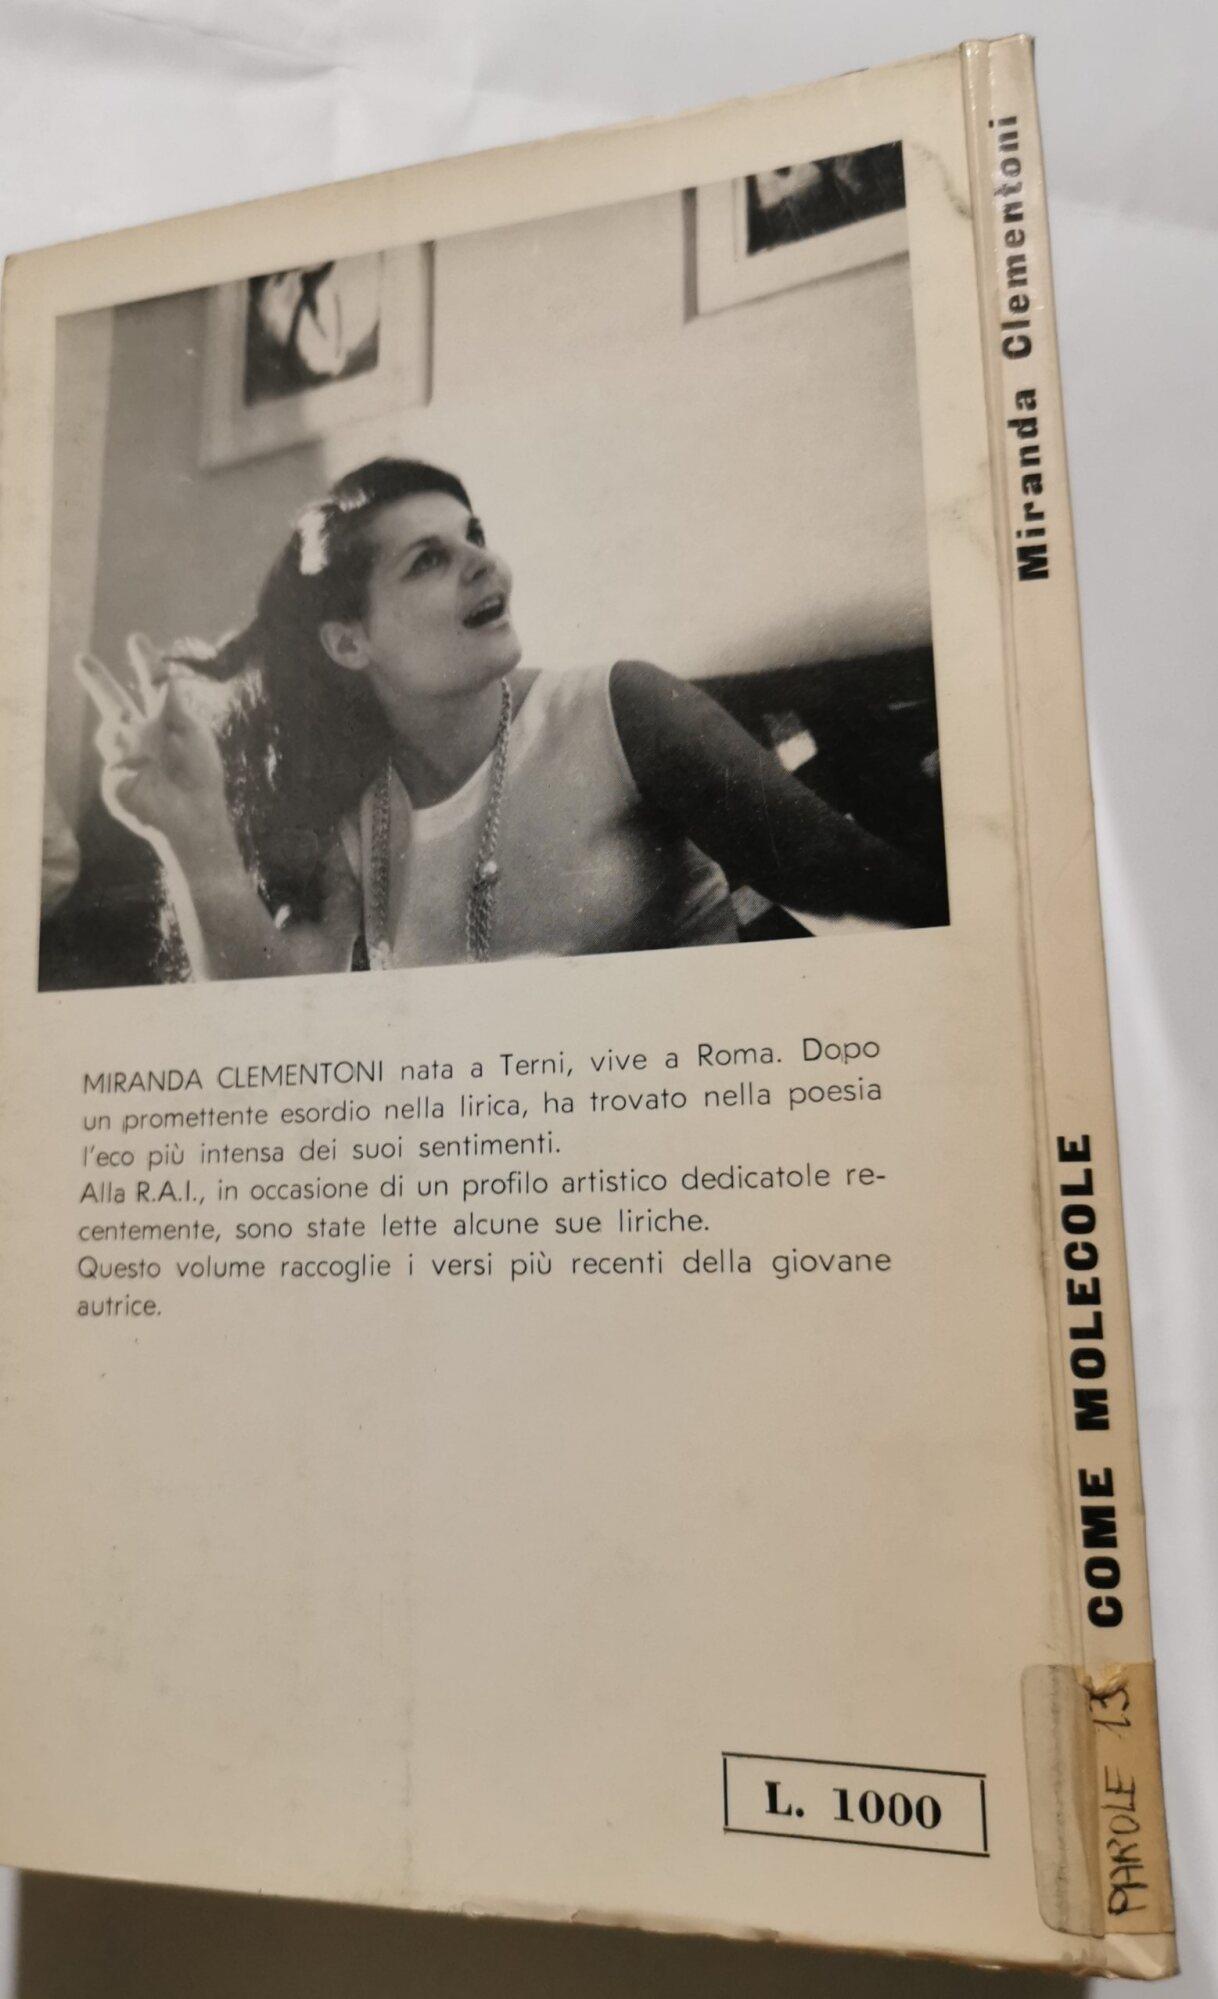 MIRANDA CLEMENTONI nata a Terni, vive a Roma. Dopo
un promettente esordio nella lirica, ha trovato nella poesia
l'eco più intensa dei suoi sentimenti.
Alla R.A.I., in occasione di un profilo artistico dedicatole re-
centemente, sono state lette alcune sue liriche.
Questo volume raccoglie i versi più recenti della giovane
autrice.
L. 1000
Miranda Clementoni
COME MOLECOLE
PAROLE 13